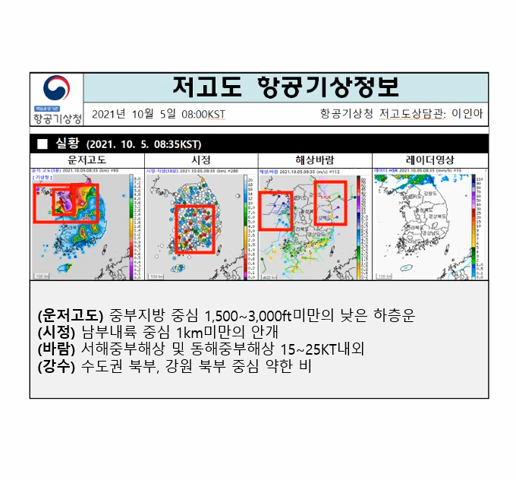 저고도 항공기상정보
항공기상청
2021년 10월 5일 08:00KST
항공기상청 저고도상담관: 이인아
■ 실황 (2021. 10. 5. 08:35KST)
운저고도 시정 해상바람 레이더영상
(운저고도) 중부지방 중심 1,500~3,000ft미만의 낮은 하층운
(시정) 남부내륙 중심 1km미만의 안개
(바람) 서해중부해상 및 동해중부해상 15~25KT내외
(강수) 수도권 북부, 강원 북부 중심 약한 비